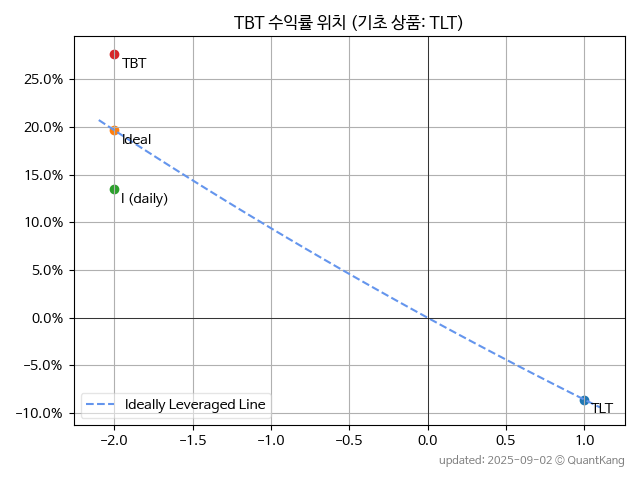 TBT 수익률 위치 (기초 상품: TLT)
25.0%
20.0%
15.0%
10.0%
5.0%
0.0%
−5.0%
−10.0%
TBT
Ideal
I (daily)
TLT
Ideally Leveraged Line
−2.0 −1.5 −1.0 −0.5 0.0 0.5 1.0
updated: 2025-09-02 © QuantKang